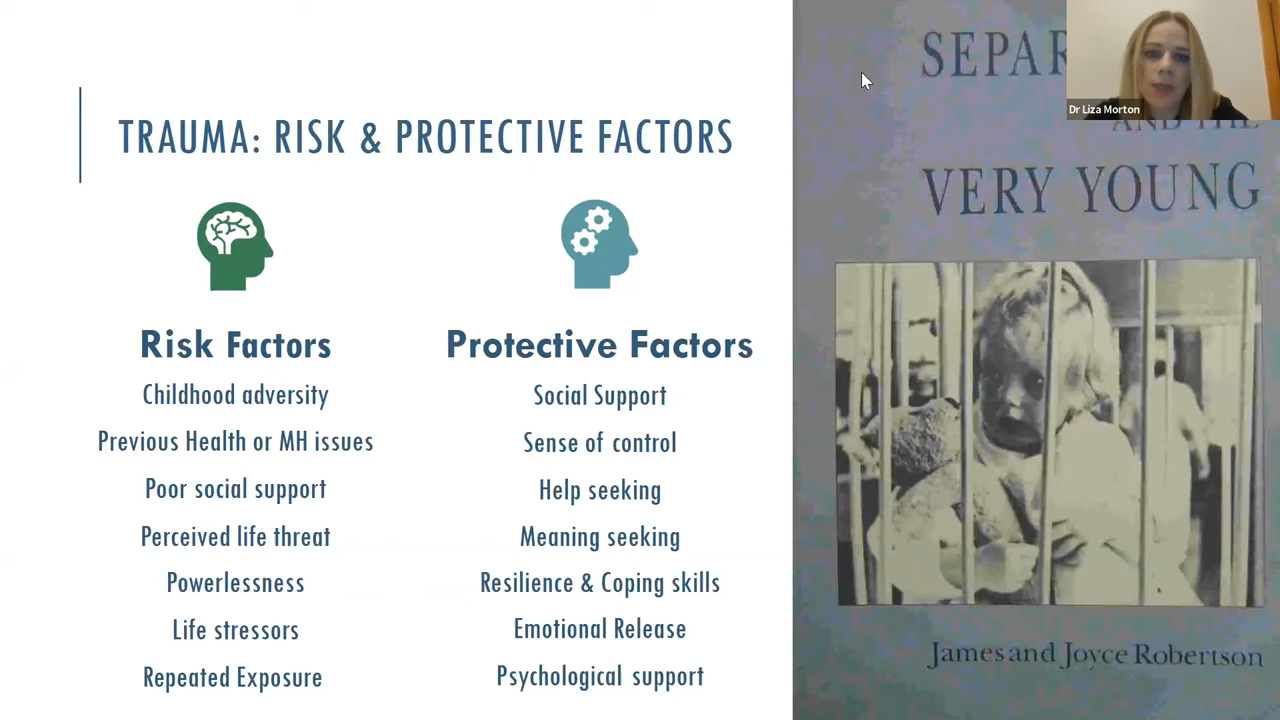 TRAUMA: RISK & PROTECTIVE FACTORS
Risk Factors
Childhood adversity
Previous Health or MH issues
Poor social support
Perceived life threat
Powerlessness
Life stressors
Repeated Exposure
Protective Factors
Social Support
Sense of control
Help seeking
Meaning seeking
Resilience & Coping skills
Emotional Release
Psychological support
SEPAR
AND THE
VERY YOUNG
James and Joyce Robertson
Dr Liza Morton